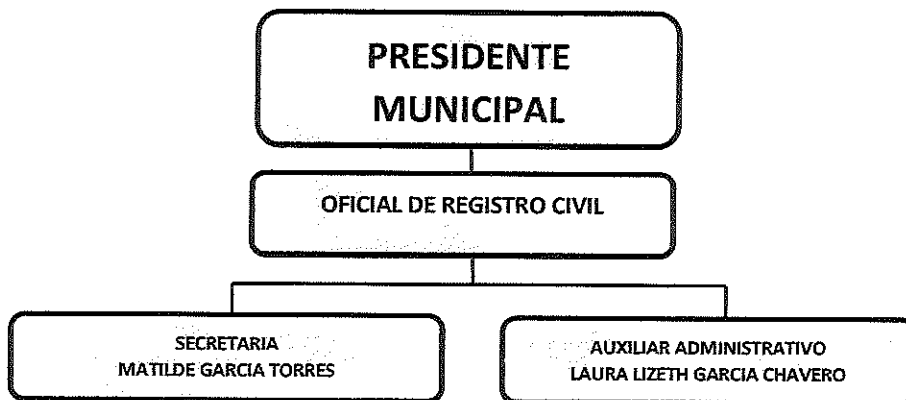 PRESIDENTE
MUNICIPAL
OFICIAL DE REGISTRO CIVIL
SECRETARIA
MATILDE GARCIA TORRES
AUXILIAR ADMINISTRATIVO
LAURA LIZETH GARCIA CHAVERO